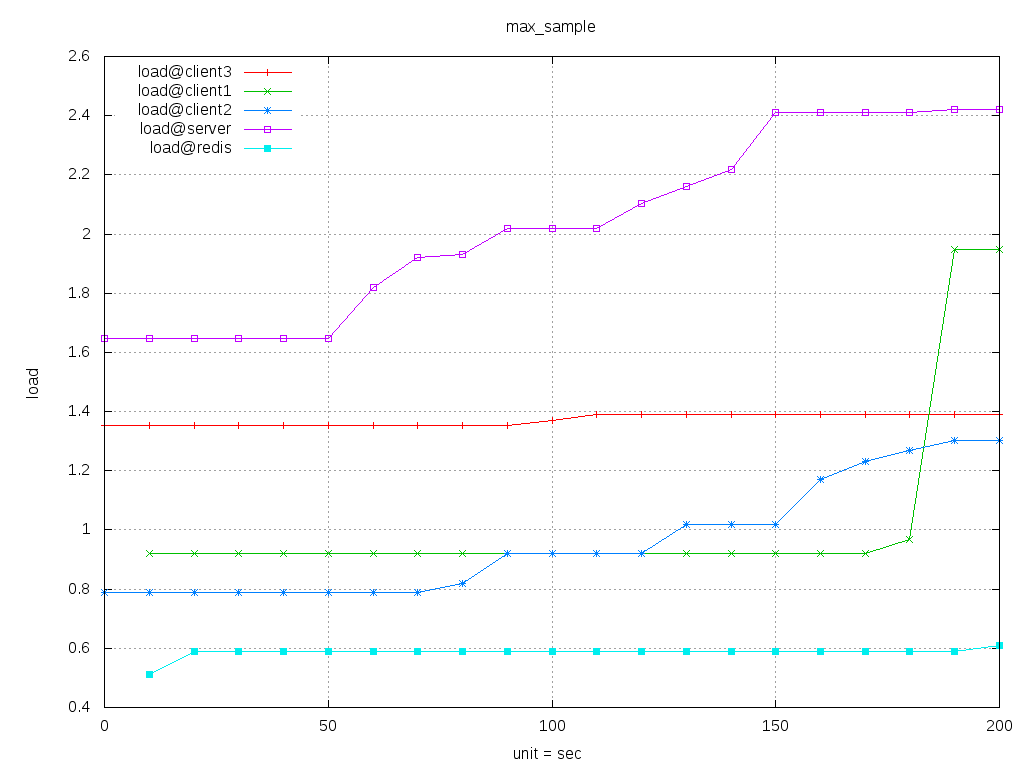 max_sample
2.6
2.4
2.2
2
1.8
1.6
1.4
1.2
1
0.8
0.6
0.4
load
load@client3
load@client1
load@client2
load@server
load@redis
0 50 100 150 200
unit = sec